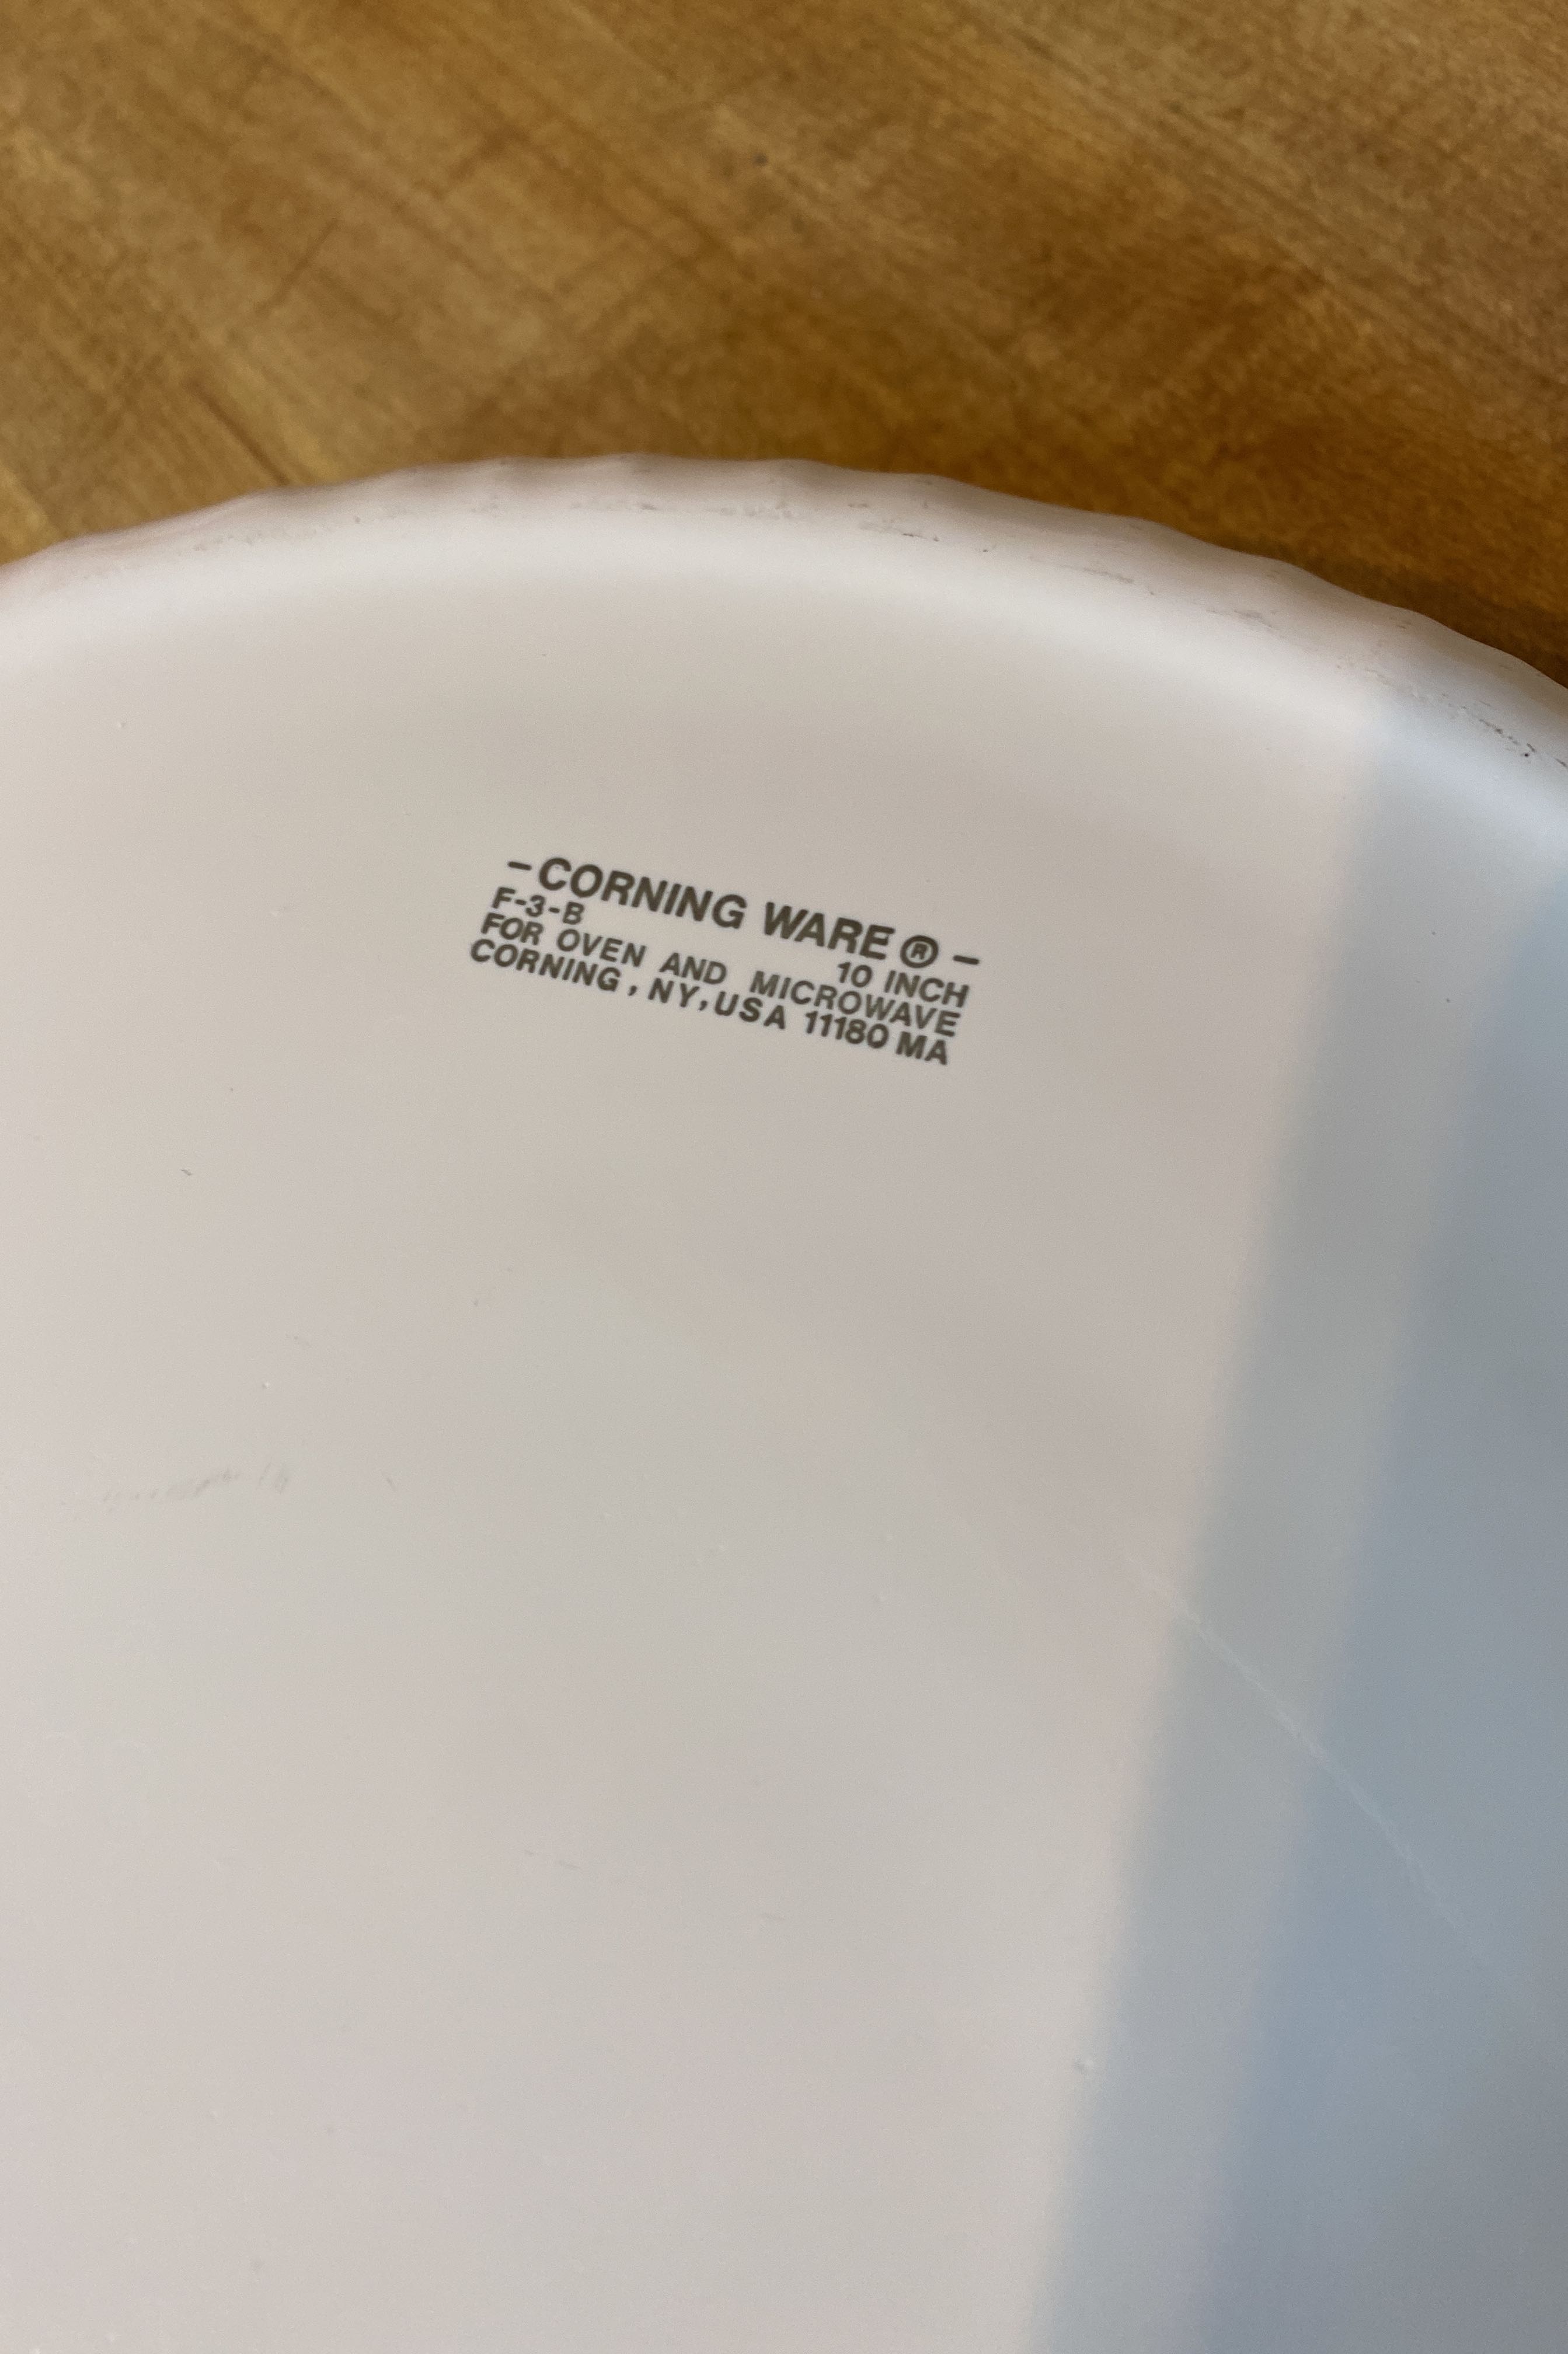 -CORNING WARE® -
F-3-B 10 INCH
FOR OVEN AND MICROWAVE
CORNING, NY, USA 11180 MA